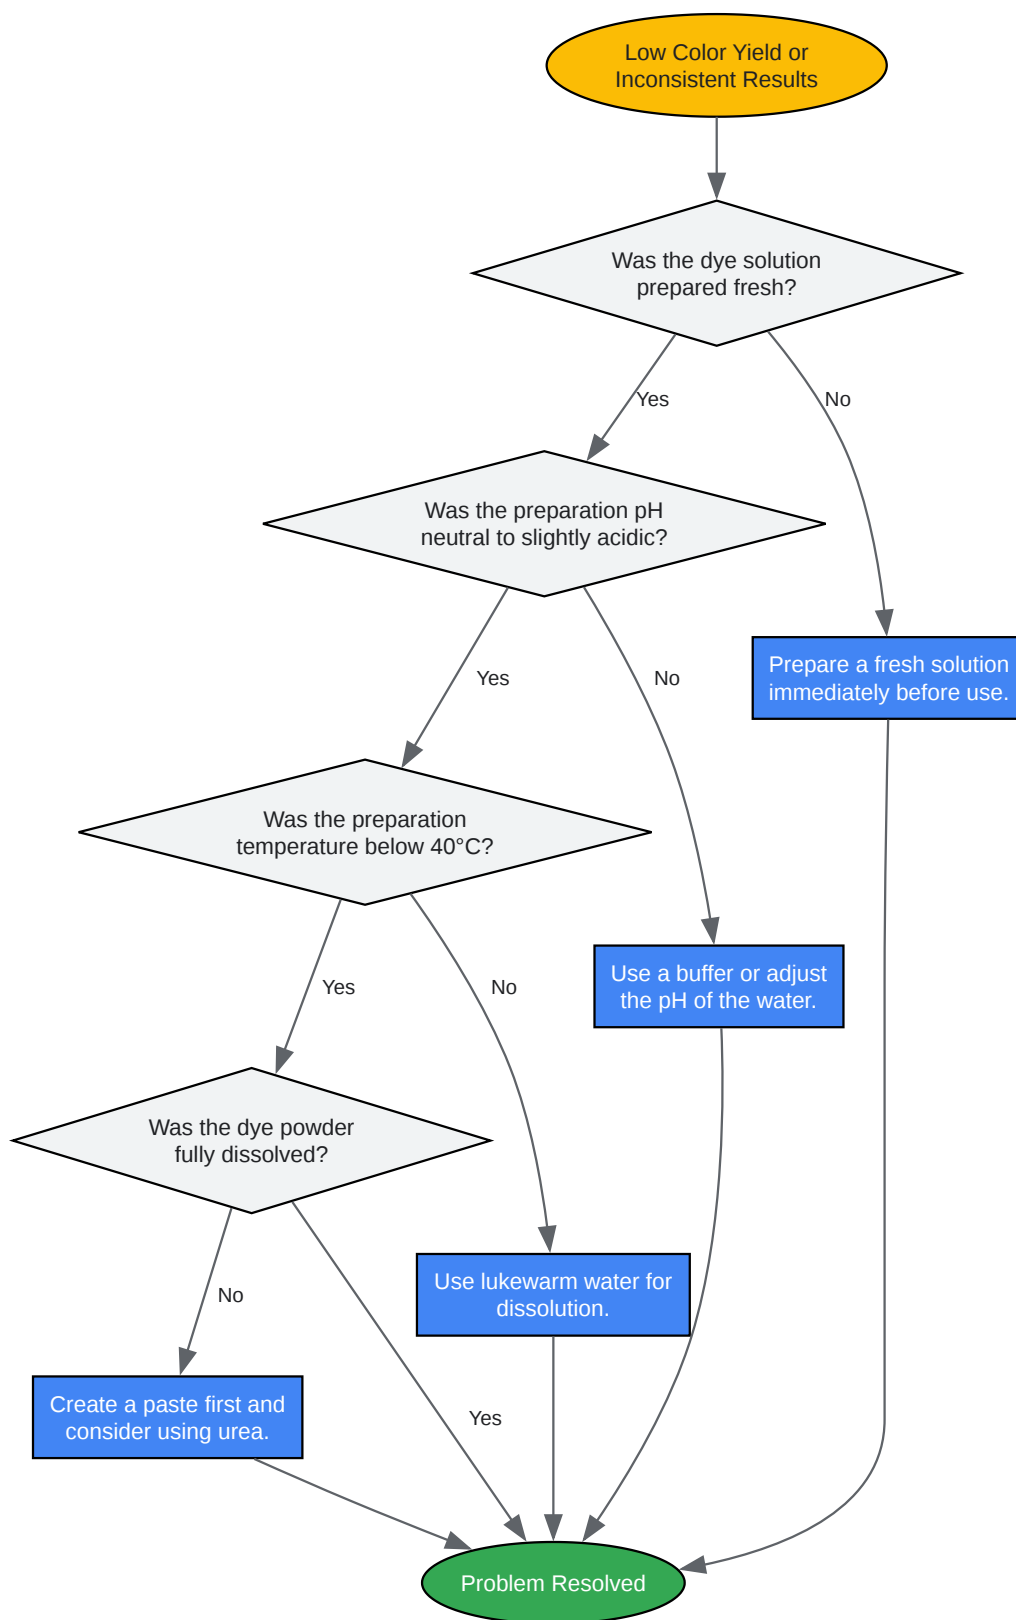 Low Color Yield or
Inconsistent Results
Was the dye solution
prepared fresh?
Yes
No
Was the preparation pH
neutral to slightly acidic?
Yes
No
Prepare a fresh solution
immediately before use.
Was the preparation
temperature below 40°C?
Yes
No
Use a buffer or adjust
the pH of the water.
Was the dye powder
fully dissolved?
No
Yes
Use lukewarm water for
dissolution.
Create a paste first and
consider using urea.
Problem Resolved